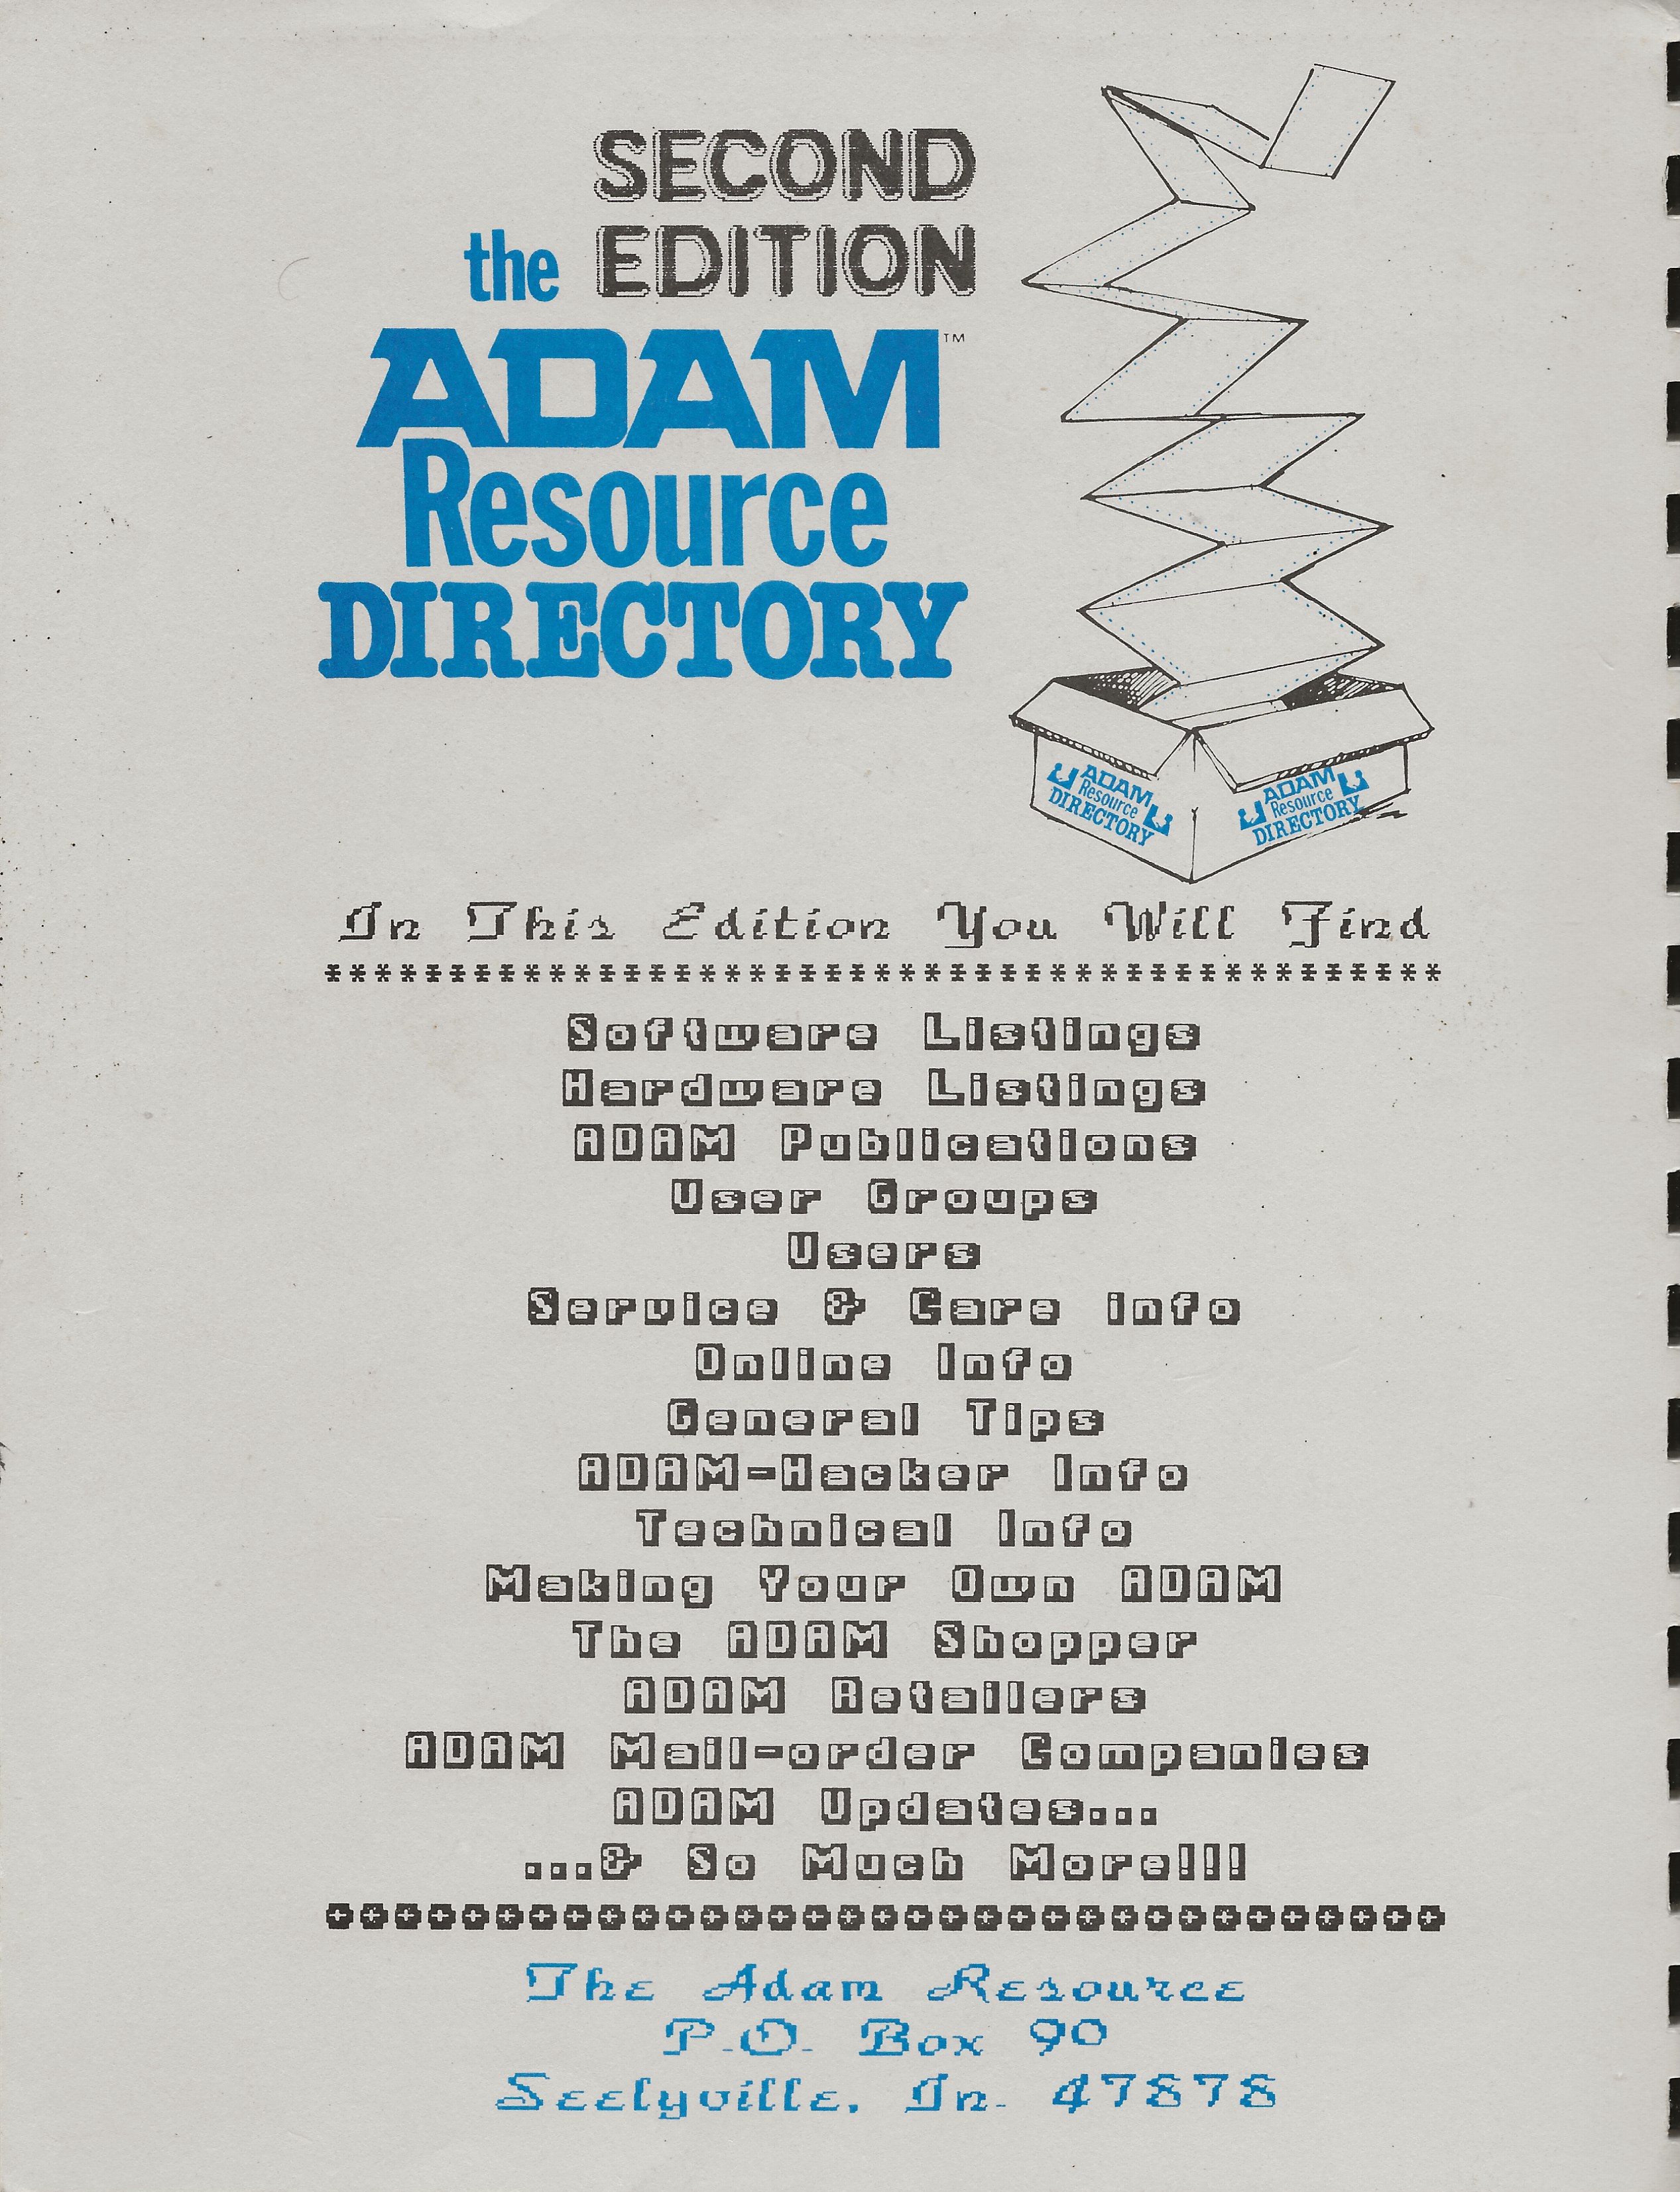 SECOND
the EDITION
ADAM™
Resource
DIRECTORY
ADAM
Resource
DIRECTORY
ADAM
Resource
DIRECTORY
In This Edition You Will Find
*********************************************
Software Listings
Hardware Listings
ADAM Publications
User Groups
Users
Service & Care info
Online Info
General Tips
ADAM-Hacker Info
Technical Info
Making Your Own ADAM
The ADAM Shopper
ADAM Retailers
ADAM Mail-order Companies
ADAM Updates...
...& So Much More!!!
+++++++++++++++++++++++++++++++++
The Adam Resource
P.O. Box 90
Seelyville, In. 47878